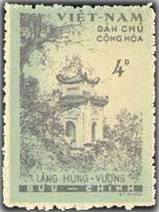 VIỆT-NAM
DÂN CHỦ
CỘNG HÒA
4Đ
LĂNG HÙNG-VƯƠNG
BƯU-CHÍNH